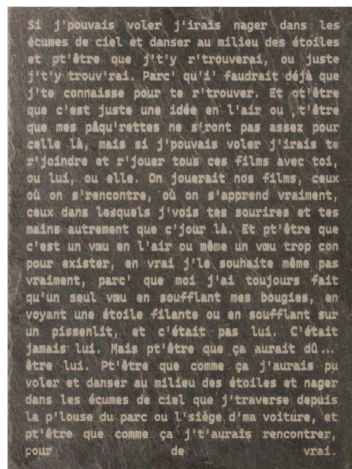 Si j'pouvais voler j'irais nager dans les
écumes de ciel et danser au milieu des étoiles
et pt'être que j't'y r'trouverai, ou juste
j't'y trouv'rai. Parc' qu'i' faudrait déjà que
j'te connaisse pour te r'trouver. Et pt'être
que c'est juste une idée en l'air ou pt'être
que mes pâqu'rettes ne s'ront pas assez pour
celle là, mais si j'pouvais voler j'irais te
r'joindre et r'jouer tous ces films avec toi,
ou lui, ou elle. On jouerait nos films, ceux
où on s'rencontre, où on s'apprend vraiment,
ceux dans lesquels j'vois tes sourires et tes
mains autrement que c'jour là. Et pt'être que
c'est un vœu en l'air ou même un vœu trop con
pour exister, en vrai j'le souhaite même pas
vraiment, parc' que moi j'ai toujours fait
qu'un seul vœu en soufflant mes bougies, en
voyant une étoile filante ou en soufflant sur
un pissenlit, et c'était pas lui. C'était
jamais lui. Mais pt'être que ça aurait dû...
être lui. Pt'être que comme ça j'aurais pu
voler et danser au milieu des étoiles et nager
dans les écumes de ciel que j'traverse depuis
la p'louse du parc ou l'siège d'ma voiture, et
pt'être que comme ça j't'aurais rencontrer,
pour de vrai.